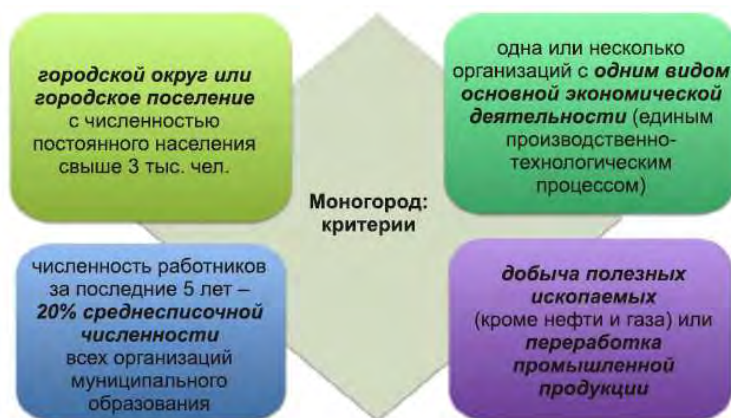 городской округ или
городское поселение
с численностью
постоянного населения
свыше 3 тыс. чел.
одна или несколько
организаций с одним видом
основной экономической
деятельности (единым
производственно-
технологическим
процессом)
Моногород:
критерии
численность работников
за последние 5 лет –
20% среднесписочной
численности
всех организаций
муниципального
образования
добыча полезных
ископаемых
(кроме нефти и газа) или
переработка
промышленной
продукции